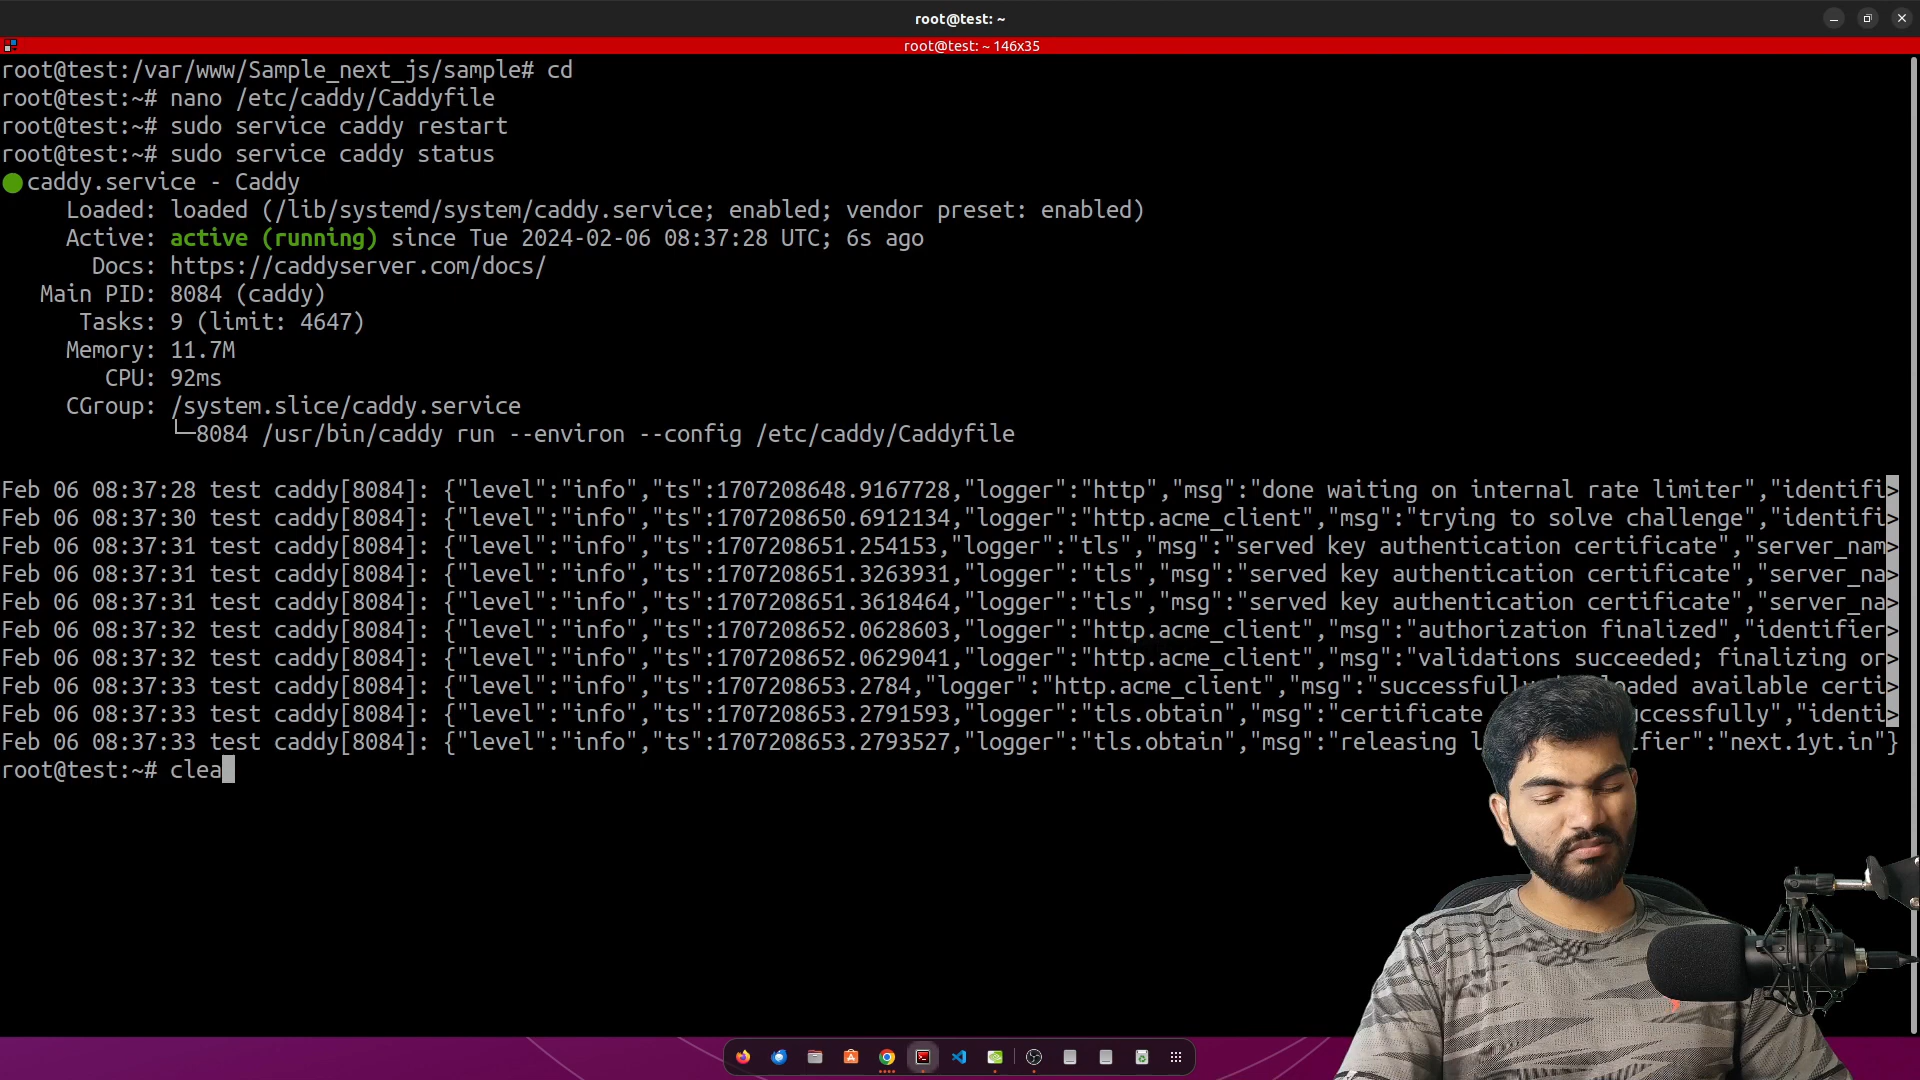 root@test: ~
root@test: ~ 146x35
root@test:/var/www/Sample_next_js/sample# cd
root@test:~# nano /etc/caddy/Caddyfile
root@test:~# sudo service caddy restart
root@test:~# sudo service caddy status
caddy.service - Caddy
Loaded: loaded (/lib/systemd/system/caddy.service; enabled; vendor preset: enabled)
Active: active (running) since Tue 2024-02-06 08:37:28 UTC; 6s ago
Docs: https://caddyserver.com/docs/
Main PID: 8084 (caddy)
Tasks: 9 (limit: 4647)
Memory: 11.7M
CPU: 92ms
CGroup: /system.slice/caddy.service
└─8084 /usr/bin/caddy run --environ --config /etc/caddy/Caddyfile
Feb 06 08:37:28 test caddy[8084]: {"level":"info","ts":1707208648.9167728,"logger":"http","msg":"done waiting on internal rate limiter","identifi>
Feb 06 08:37:30 test caddy[8084]: {"level":"info","ts":1707208650.6912134,"logger":"http.acme_client","msg":"trying to solve challenge","identifi>
Feb 06 08:37:31 test caddy[8084]: {"level":"info","ts":1707208651.254153,"logger":"tls","msg":"served key authentication certificate","server_nam>
Feb 06 08:37:31 test caddy[8084]: {"level":"info","ts":1707208651.3263931,"logger":"tls","msg":"served key authentication certificate","server_na>
Feb 06 08:37:31 test caddy[8084]: {"level":"info","ts":1707208651.3618464,"logger":"tls","msg":"served key authentication certificate","server_na>
Feb 06 08:37:32 test caddy[8084]: {"level":"info","ts":1707208652.0628603,"logger":"http.acme_client","msg":"authorization finalized","identifier>
Feb 06 08:37:32 test caddy[8084]: {"level":"info","ts":1707208652.0629041,"logger":"http.acme_client","msg":"validations succeeded; finalizing or>
Feb 06 08:37:33 test caddy[8084]: {"level":"info","ts":1707208653.2784,"logger":"http.acme_client","msg":"successfully available certi>
Feb 06 08:37:33 test caddy[8084]: {"level":"info","ts":1707208653.2791593,"logger":"tls.obtain","msg":"certificate "identi>
Feb 06 08:37:33 test caddy[8084]: {"level":"info","ts":1707208653.2793527,"logger":"tls.obtain","msg":"releasing "next.1yt.in"}
root@test:~# clea